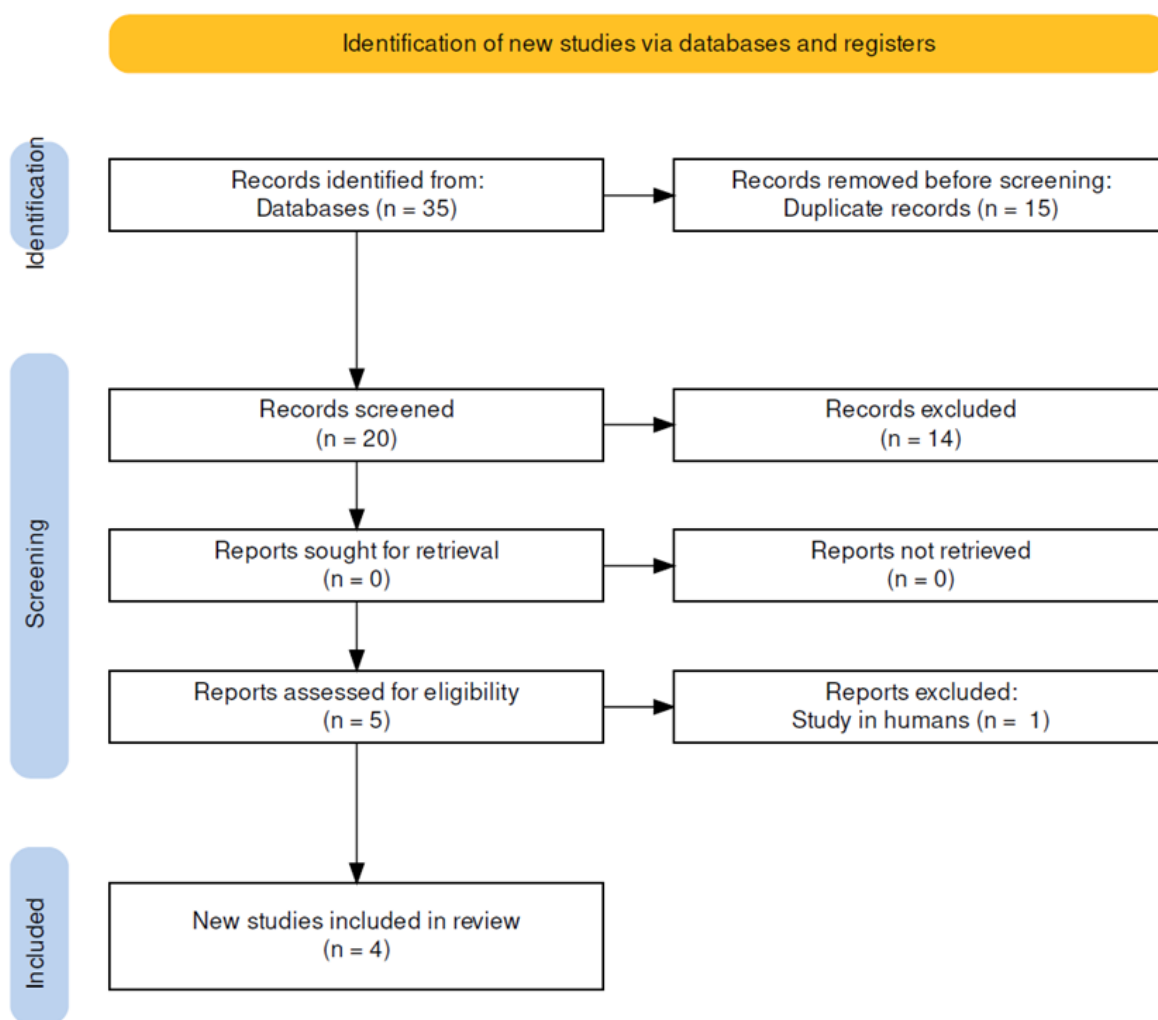 Identification of new studies via databases and registers
Identification
Records identified from:
Databases (n = 35)
Records removed before screening:
Duplicate records (n = 15)
Screening
Records screened
(n = 20)
Records excluded
(n = 14)
Reports sought for retrieval
(n = 0)
Reports not retrieved
(n = 0)
Reports assessed for eligibility
(n = 5)
Reports excluded:
Study in humans (n = 1)
Included
New studies included in review
(n = 4)